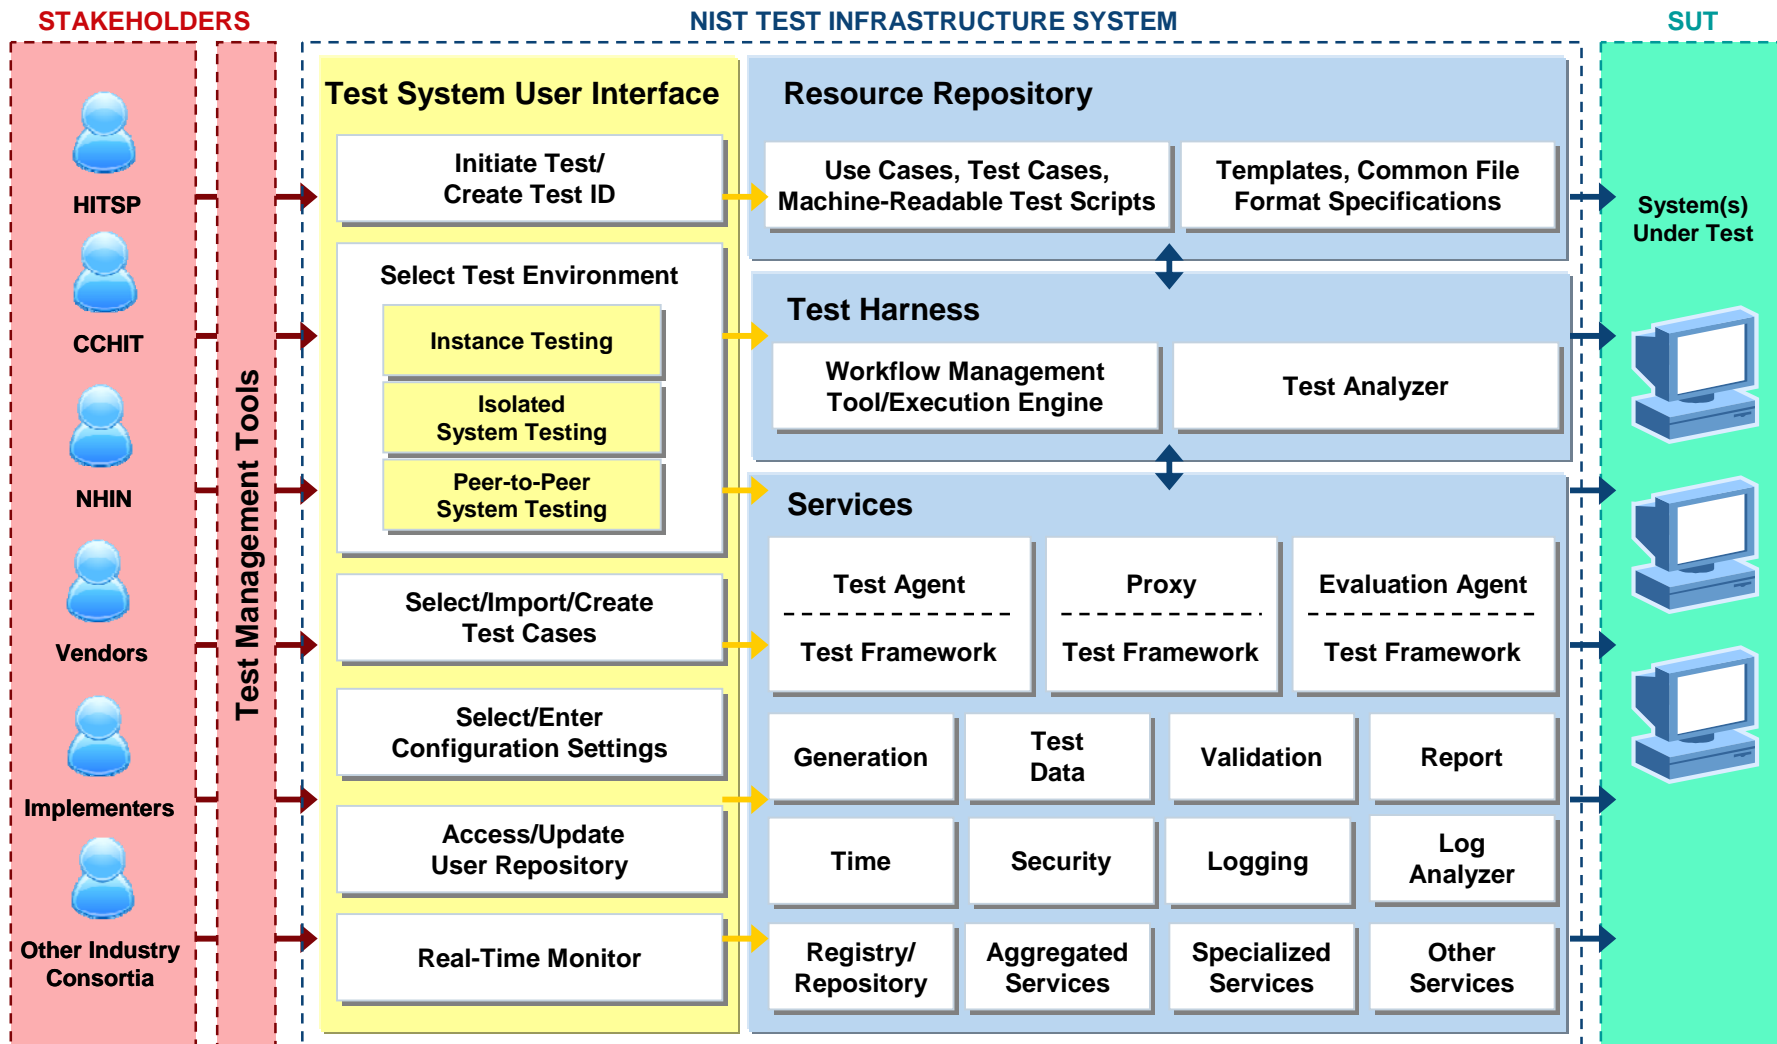 STAKEHOLDERS
NIST TEST INFRASTRUCTURE SYSTEM
SUT
HITSP
CCHIT
NHIN
Vendors
Implementers
Other Industry
Consortia
Test Management Tools
Test System User Interface
Initiate Test/
Create Test ID
Select Test Environment
Instance Testing
Isolated
System Testing
Peer-to-Peer
System Testing
Select/Import/Create
Test Cases
Select/Enter
Configuration Settings
Access/Update
User Repository
Real-Time Monitor
Resource Repository
Use Cases, Test Cases,
Machine-Readable Test Scripts
Templates, Common File
Format Specifications
Test Harness
Workflow Management
Tool/Execution Engine
Test Analyzer
Services
Test Agent
Test Framework
Proxy
Test Framework
Evaluation Agent
Test Framework
Generation
Test
Data
Validation
Report
Time
Security
Logging
Log
Analyzer
Registry/
Repository
Aggregated
Services
Specialized
Services
Other
Services
System(s)
Under Test